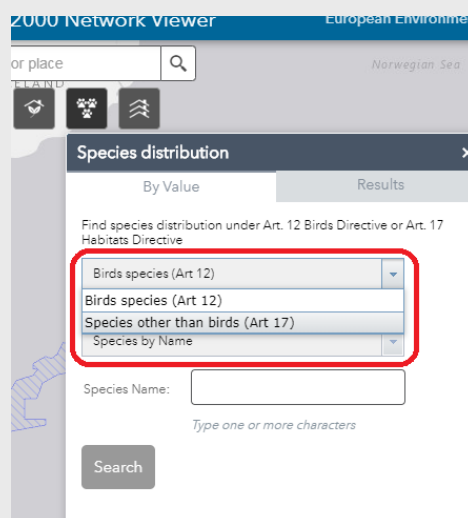 2000 Network Viewer
European Environme
or place
Norwegian Sea
ELAND
Species distribution
By Value
Results
Find species distribution under Art. 12 Birds Directive or Art. 17
Habitats Directive
Birds species (Art 12)
Birds species (Art 12)
Species other than birds (Art 17)
Species by Name
Species Name:
Type one or more characters
Search